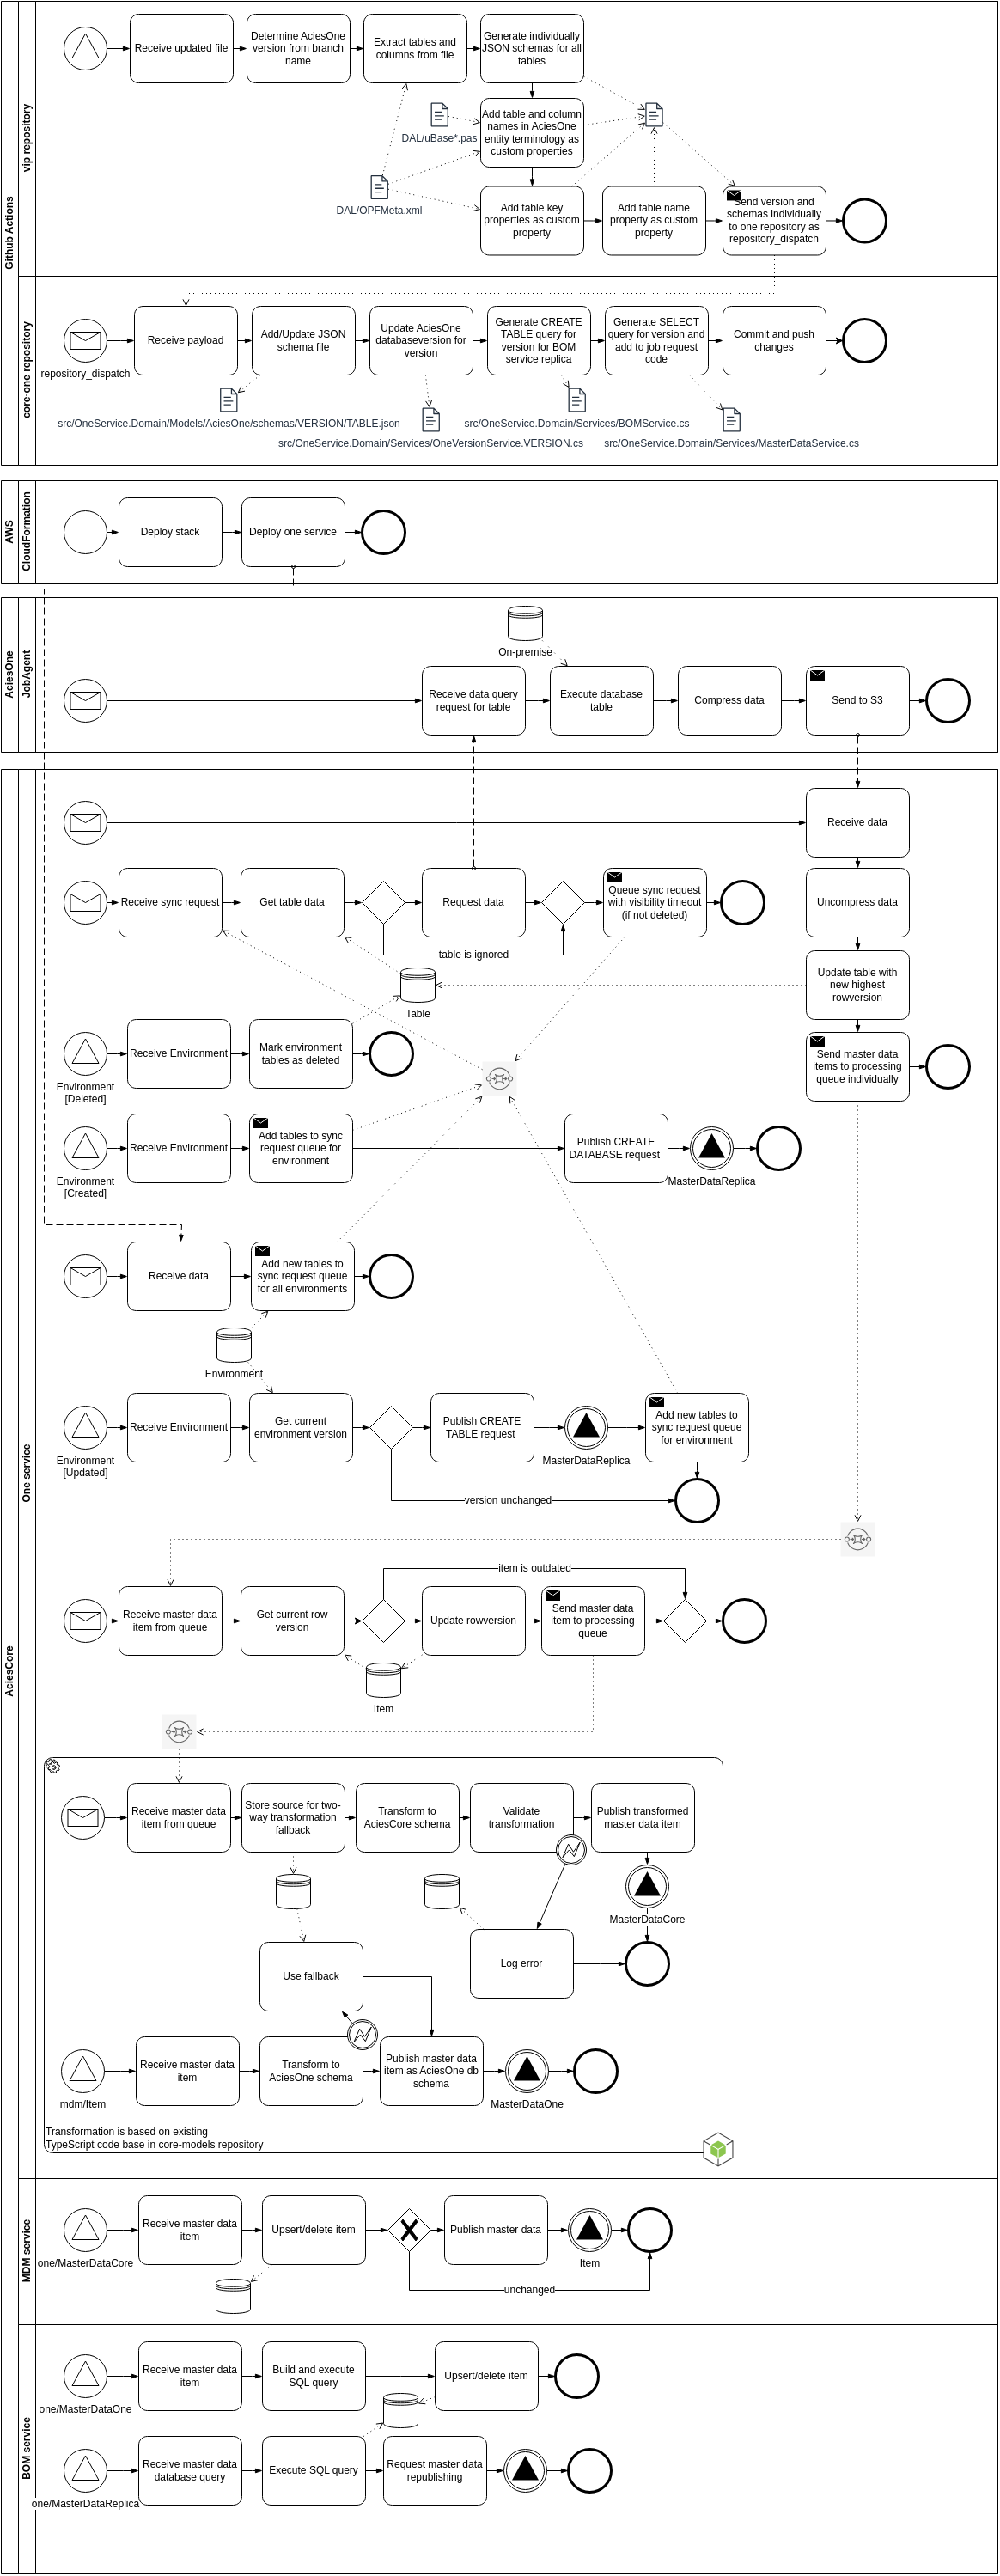 Github Actions
vip repository
Receive updated file
Determine AciesOne
version from branch
name
Extract tables and
columns from file
Generate individually
JSON schemas for all
tables
DAL/uBase*.pas
Add table and column
names in AciesOne
entity terminology as
custom properties
DAL/OPFMeta.xml
Add table key
properties as custom
property
Add table name
property as custom
property
Send version and
schemas individually
to one repository as
repository_dispatch
core-one repository
repository_dispatch
Receive payload
Add/Update JSON
schema file
Update AciesOne
databaseversion for
version
Generate CREATE
TABLE query for
version for BOM
service replica
Generate SELECT
query for version and
add to job request
code
Commit and push
changes
src/OneService.Domain/Models/AciesOne/schemas/VERSION/TABLE.json
src/OneService.Domain/Services/OneVersionService.VERSION.cs
src/OneService.Domain/Services/BOMService.cs
src/OneService.Domain/Services/MasterDataService.cs
AWS
CloudFormation
Deploy stack
Deploy one service
AciesOne
JobAgent
On-premise
Receive data query
request for table
Execute database
table
Compress data
Send to S3
AciesCore
One service
Receive data
Receive sync request
Get table data
Request data
Queue sync request
with visibility timeout
(if not deleted)
Uncompress data
table is ignored
Table
Update table with
new highest
rowversion
Environment
[Deleted]
Receive Environment
Mark environment
tables as deleted
Send master data
items to processing
queue individually
Environment
[Created]
Receive Environment
Add tables to sync
request queue for
environment
Publish CREATE
DATABASE request
MasterDataReplica
Receive data
Add new tables to
sync request queue
for all environments
Environment
Environment
[Updated]
Receive Environment
Get current
environment version
Publish CREATE
TABLE request
MasterDataReplica
Add new tables to
sync request queue
for environment
version unchanged
item is outdated
Receive master data
item from queue
Get current row
version
Update rowversion
Send master data
item to processing
queue
Item
Receive master data
item from queue
Store source for two-
way transformation
fallback
Transform to
AciesCore schema
Validate
transformation
Publish transformed
master data item
MasterDataCore
Log error
Use fallback
mdm/Item
Receive master data
item
Transform to
AciesOne schema
Publish master data
item as AciesOne db
schema
MasterDataOne
Transformation is based on existing
TypeScript code base in core-models repository
MDM service
one/MasterDataCore
Receive master data
item
Upsert/delete item
Publish master data
Item
unchanged
BOM service
one/MasterDataOne
Receive master data
item
Build and execute
SQL query
Upsert/delete item
one/MasterDataReplica
Receive master data
database query
Execute SQL query
Request master data
republishing